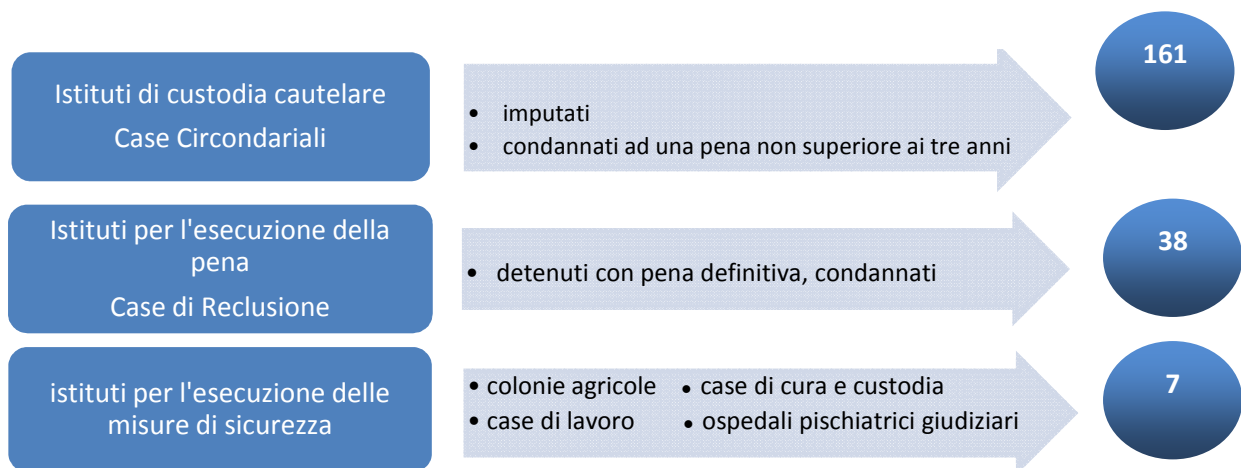 Istituti di custodia cautelare
Case Circondariali
• imputati
• condannati ad una pena non superiore ai tre anni
161
Istituti per l'esecuzione della
pena
Case di Reclusione
• detenuti con pena definitiva, condannati
38
istituti per l'esecuzione delle
misure di sicurezza
• colonie agricole • case di cura e custodia
• case di lavoro • ospedali pischiatrici giudiziari
7